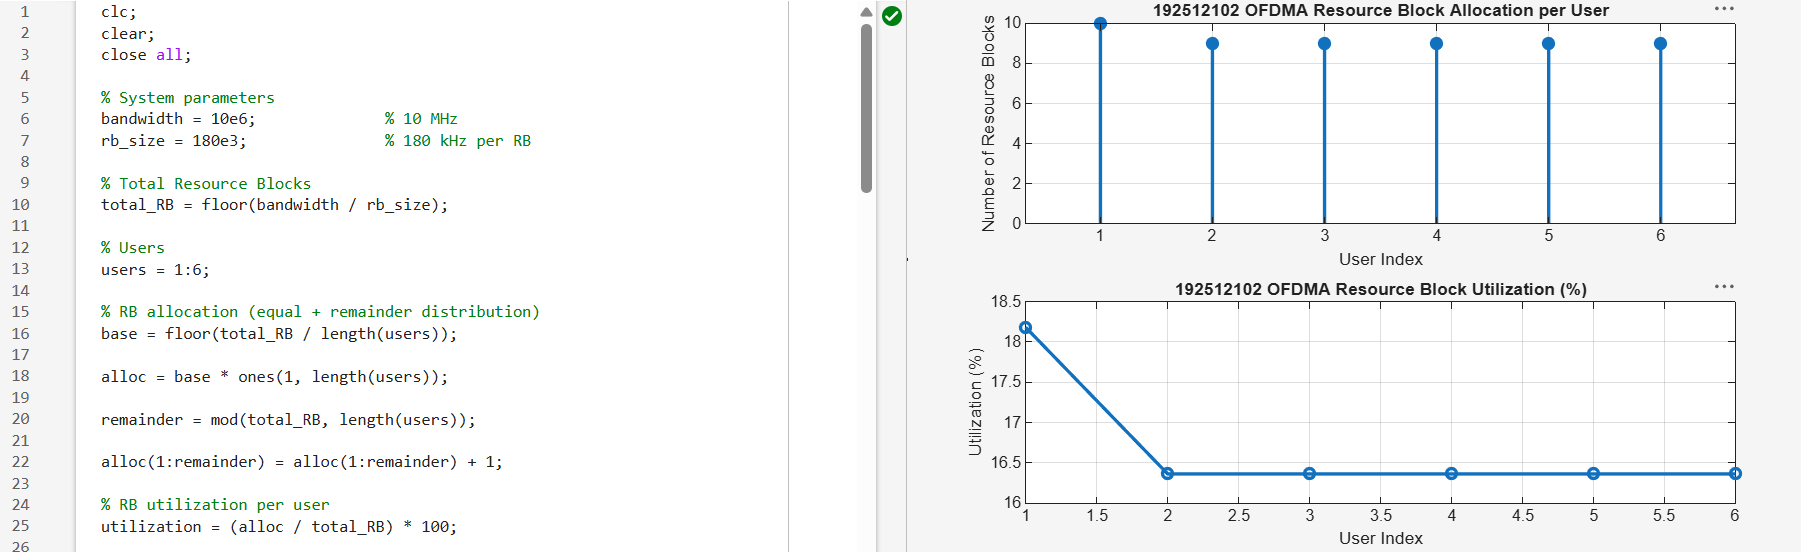 1 clc;
2 clear;
3 close all;
4
5 % System parameters
6 bandwidth = 10e6; % 10 MHz
7 rb_size = 180e3; % 180 kHz per RB
8
9 % Total Resource Blocks
10 total_RB = floor(bandwidth / rb_size);
11
12 % Users
13 users = 1:6;
14
15 % RB allocation (equal + remainder distribution)
16 base = floor(total_RB / length(users));
17
18 alloc = base * ones(1, length(users));
19
20 remainder = mod(total_RB, length(users));
21
22 alloc(1:remainder) = alloc(1:remainder) + 1;
23
24 % RB utilization per user
25 utilization = (alloc / total_RB) * 100;
26
192512102 OFDMA Resource Block Allocation per User
Number of Resource Blocks
10
8
6
4
2
0
1 2 3 4 5 6
User Index
192512102 OFDMA Resource Block Utilization (%)
Utilization (%)
18.5
18
17.5
17
16.5
16
1 1.5 2 2.5 3 3.5 4 4.5 5 5.5 6
User Index